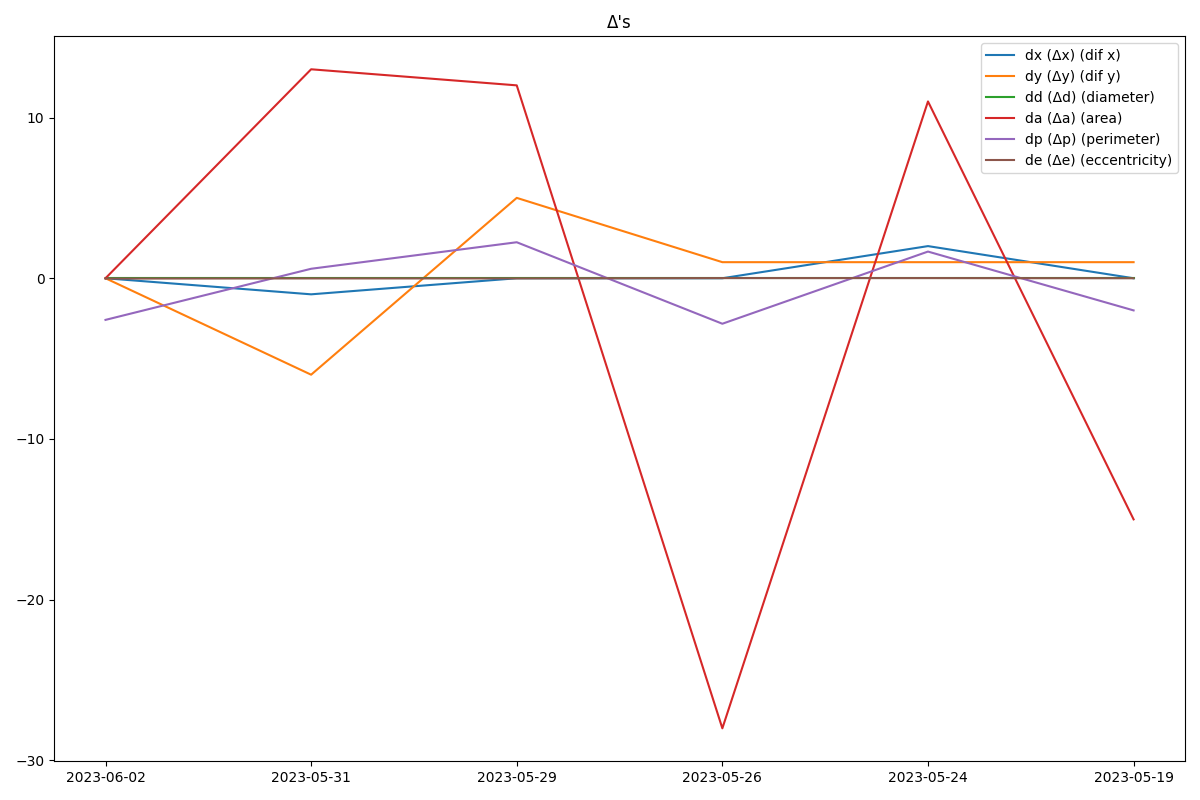 Δ's
dx (Δx) (dif x)
dy (Δy) (dif y)
dd (Δd) (diameter)
da (Δa) (area)
dp (Δp) (perimeter)
de (Δe) (eccentricity)
10
0
−10
−20
−30
2023-06-02 2023-05-31 2023-05-29 2023-05-26 2023-05-24 2023-05-19